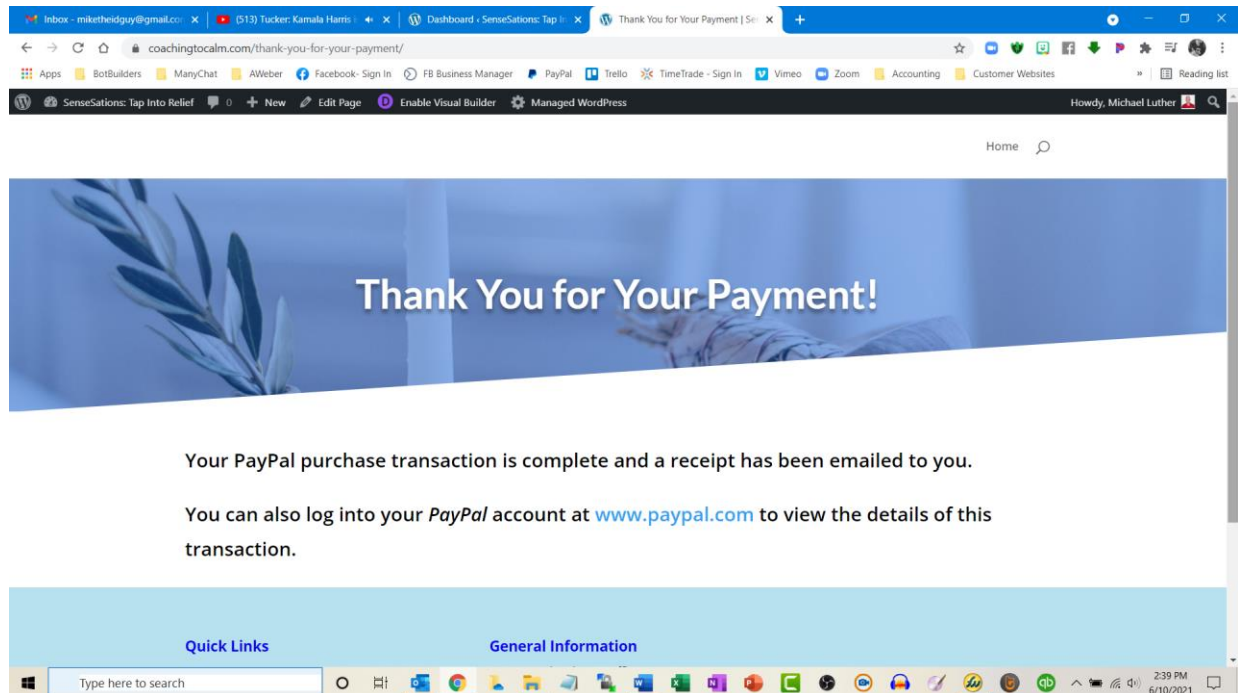 Inbox - miketheidguy@gmail.co
(513) Tucker: Kamala Harris
Dashboard ‹ SenseSations: Tap In
Thank You for Your Payment | Se
coachingtocalm.com/thank-you-for-your-payment/
Apps BotBuilders ManyChat AWeber Facebook- Sign In FB Business Manager PayPal Trello TimeTrade - Sign In Vimeo Zoom Accounting Customer Websites » Reading list
SenseSations: Tap Into Relief 0 + New Edit Page Enable Visual Builder Managed WordPress Howdy, Michael Luther
Home
Thank You for Your Payment!
Your PayPal purchase transaction is complete and a receipt has been emailed to you.
You can also log into your PayPal account at www.paypal.com to view the details of this
transaction.
Quick Links General Information
Type here to search
2:39 PM
6/10/2021